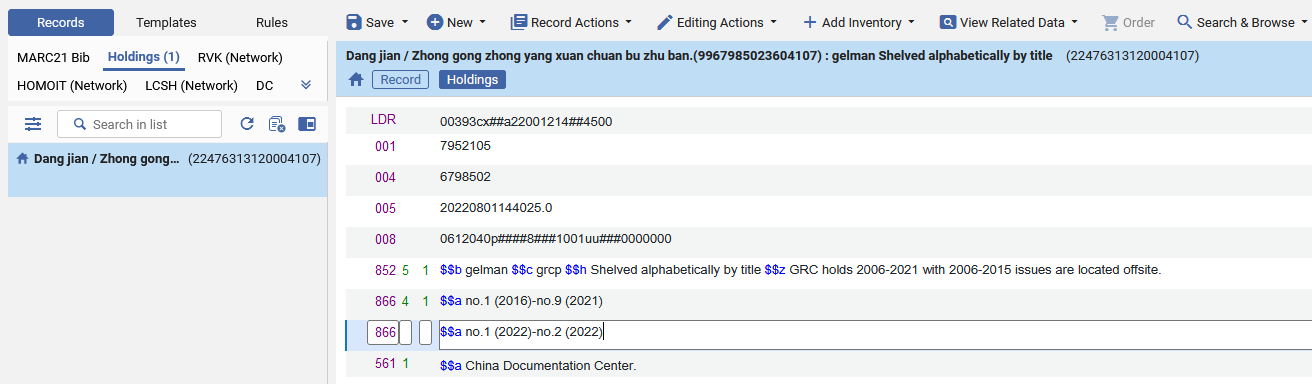 Records Templates Rules
Save New Record Actions Editing Actions Add Inventory View Related Data Order Search & Browse
MARC21 Bib Holdings (1) RVK (Network)
HOMOIT (Network) LCSH (Network) DC
Search in list
Dang jian / Zhong gong... (22476313120004107)
Dang jian / Zhong gong zhong yang xuan chuan bu zhu ban.(9967985023604107) : gelman Shelved alphabetically by title (22476313120004107)
Record Holdings
LDR 00393cx##a22001214##4500
001 7952105
004 6798502
005 20220801144025.0
008 0612040p####8###1001uu###0000000
852 5 1 $$b gelman $$c grcp $$h Shelved alphabetically by title $$z GRC holds 2006-2021 with 2006-2015 issues are located offsite.
866 4 1 $$a no.1 (2016)-no.9 (2021)
866 $$a no.1 (2022)-no.2 (2022)
561 1 $$a China Documentation Center.